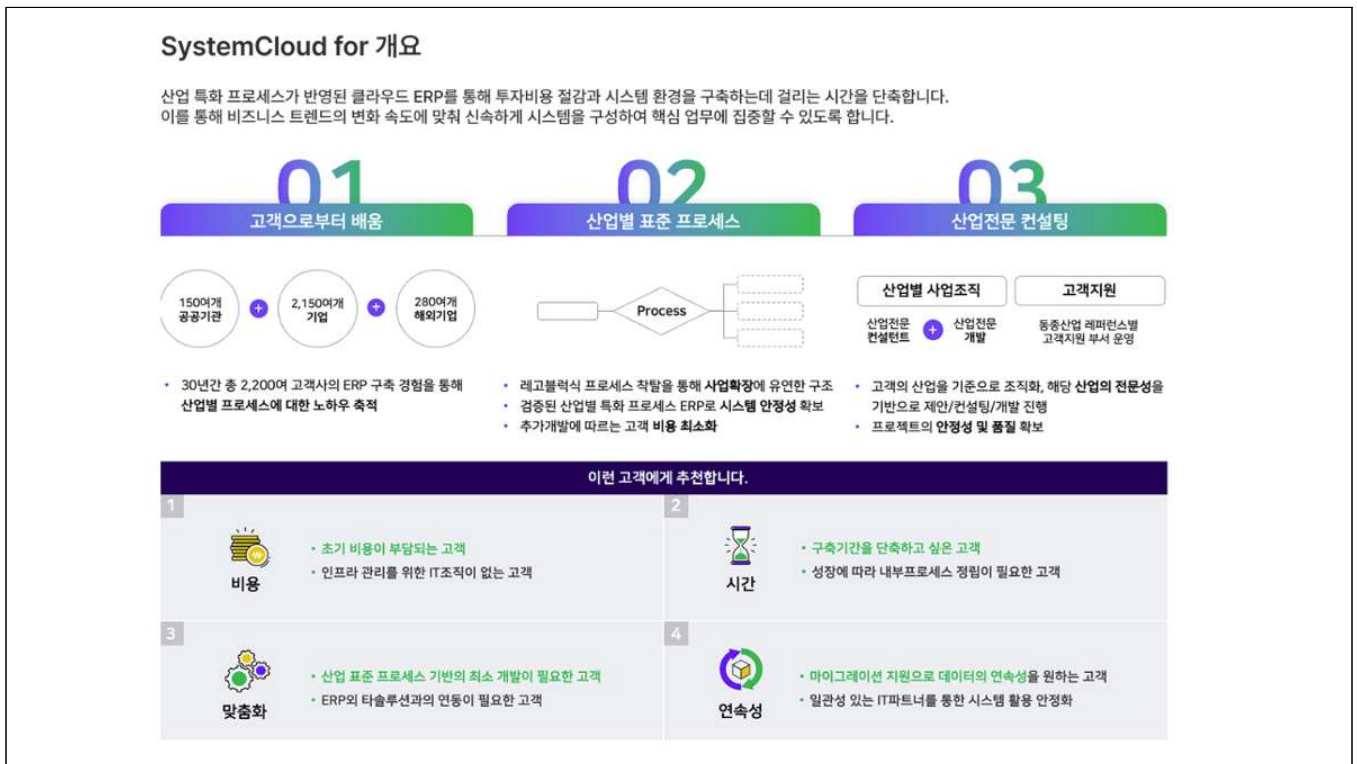 SystemCloud for 개요
산업 특화 프로세스가 반영된 클라우드 ERP를 통해 투자비용 절감과 시스템 환경을 구축하는데 걸리는 시간을 단축합니다.
이를 통해 비즈니스 트렌드의 변화 속도에 맞춰 신속하게 시스템을 구성하여 핵심 업무에 집중할 수 있도록 합니다.
01
고객으로부터 배움
150여개
공공기관
+
2,150여개
기업
+
280여개
해외기업
• 30년간 총 2,200여 고객사의 ERP 구축 경험을 통해
산업별 프로세스에 대한 노하우 축적
02
산업별 표준 프로세스
Process
• 레고블럭식 프로세스 착탈을 통해 사업확장에 유연한 구조
• 검증된 산업별 특화 프로세스 ERP로 시스템 안정성 확보
• 추가개발에 따르는 고객 비용 최소화
03
산업전문 컨설팅
산업별 사업조직
산업전문
컨설턴트
+
산업전문
개발
고객지원
동종산업 레퍼런스별
고객지원 부서 운영
• 고객의 산업을 기준으로 조직화, 해당 산업의 전문성을
기반으로 제안/컨설팅/개발 진행
• 프로젝트의 안정성 및 품질 확보
이런 고객에게 추천합니다.
1
비용
• 초기 비용이 부담되는 고객
• 인프라 관리를 위한 IT조직이 없는 고객
2
시간
• 구축기간을 단축하고 싶은 고객
• 성장에 따라 내부프로세스 정립이 필요한 고객
3
맞춤화
• 산업 표준 프로세스 기반의 최소 개발이 필요한 고객
• ERP외 타솔루션과의 연동이 필요한 고객
4
연속성
• 마이그레이션 지원으로 데이터의 연속성을 원하는 고객
• 일관성 있는 IT파트너를 통한 시스템 활용 안정화